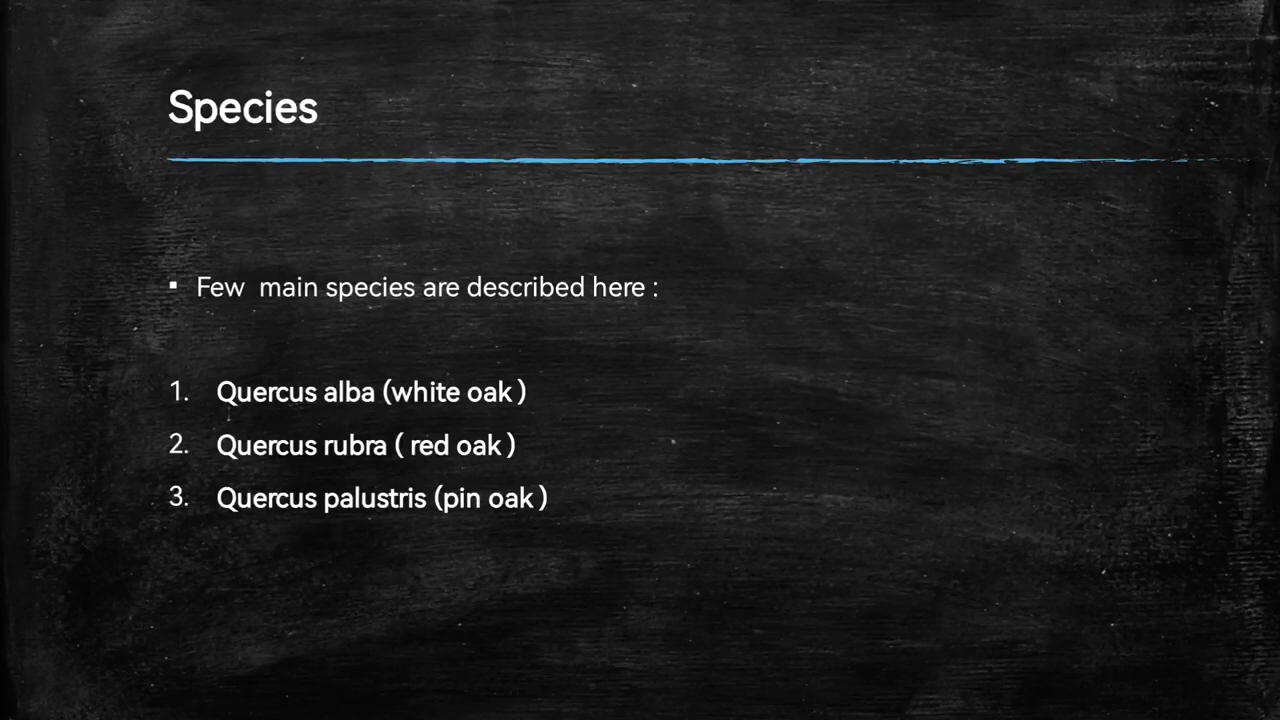 Species
▪ Few main species are described here :
1. Quercus alba (white oak )
2. Quercus rubra ( red oak )
3. Quercus palustris (pin oak )